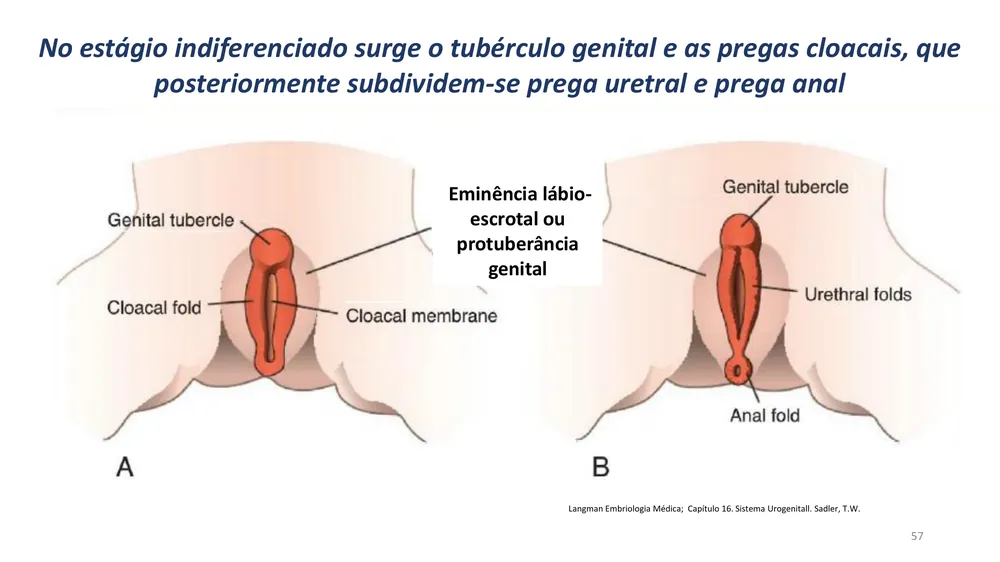 No estágio indiferenciado surge o tubérculo genital e as pregas cloacais, que
posteriormente subdividem-se prega uretral e prega anal
Genital tubercle
Cloacal fold
Cloacal membrane
A
Eminência lábio-
escrotal ou
protuberância
genital
Genital tubercle
Urethral folds
Anal fold
B
Langman Embriologia Médica; Capítulo 16. Sistema Urogenitall. Sadler, T.W.
57